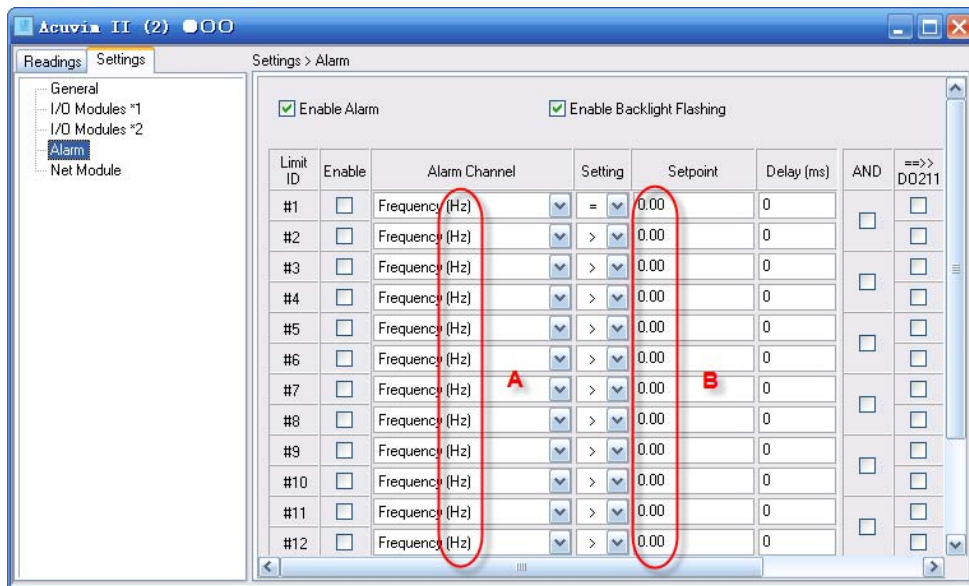 Acuvim II (2)
Readings Settings
Settings > Alarm
General
I/O Modules *1
I/O Modules *2
Alarm
Net Module
Enable Alarm Enable Backlight Flashing
Limit ID Enable Alarm Channel Setting Setpoint Delay (ms) AND ==>> DO211
#1 Frequency (Hz) = 0.00 0
#2 Frequency (Hz) > 0.00 0
#3 Frequency (Hz) > 0.00 0
#4 Frequency (Hz) > 0.00 0
#5 Frequency (Hz) > 0.00 0
#6 Frequency (Hz) > 0.00 0
#7 Frequency (Hz) > 0.00 0
A B
#8 Frequency (Hz) > 0.00 0
#9 Frequency (Hz) > 0.00 0
#10 Frequency (Hz) > 0.00 0
#11 Frequency (Hz) > 0.00 0
#12 Frequency (Hz) > 0.00 0